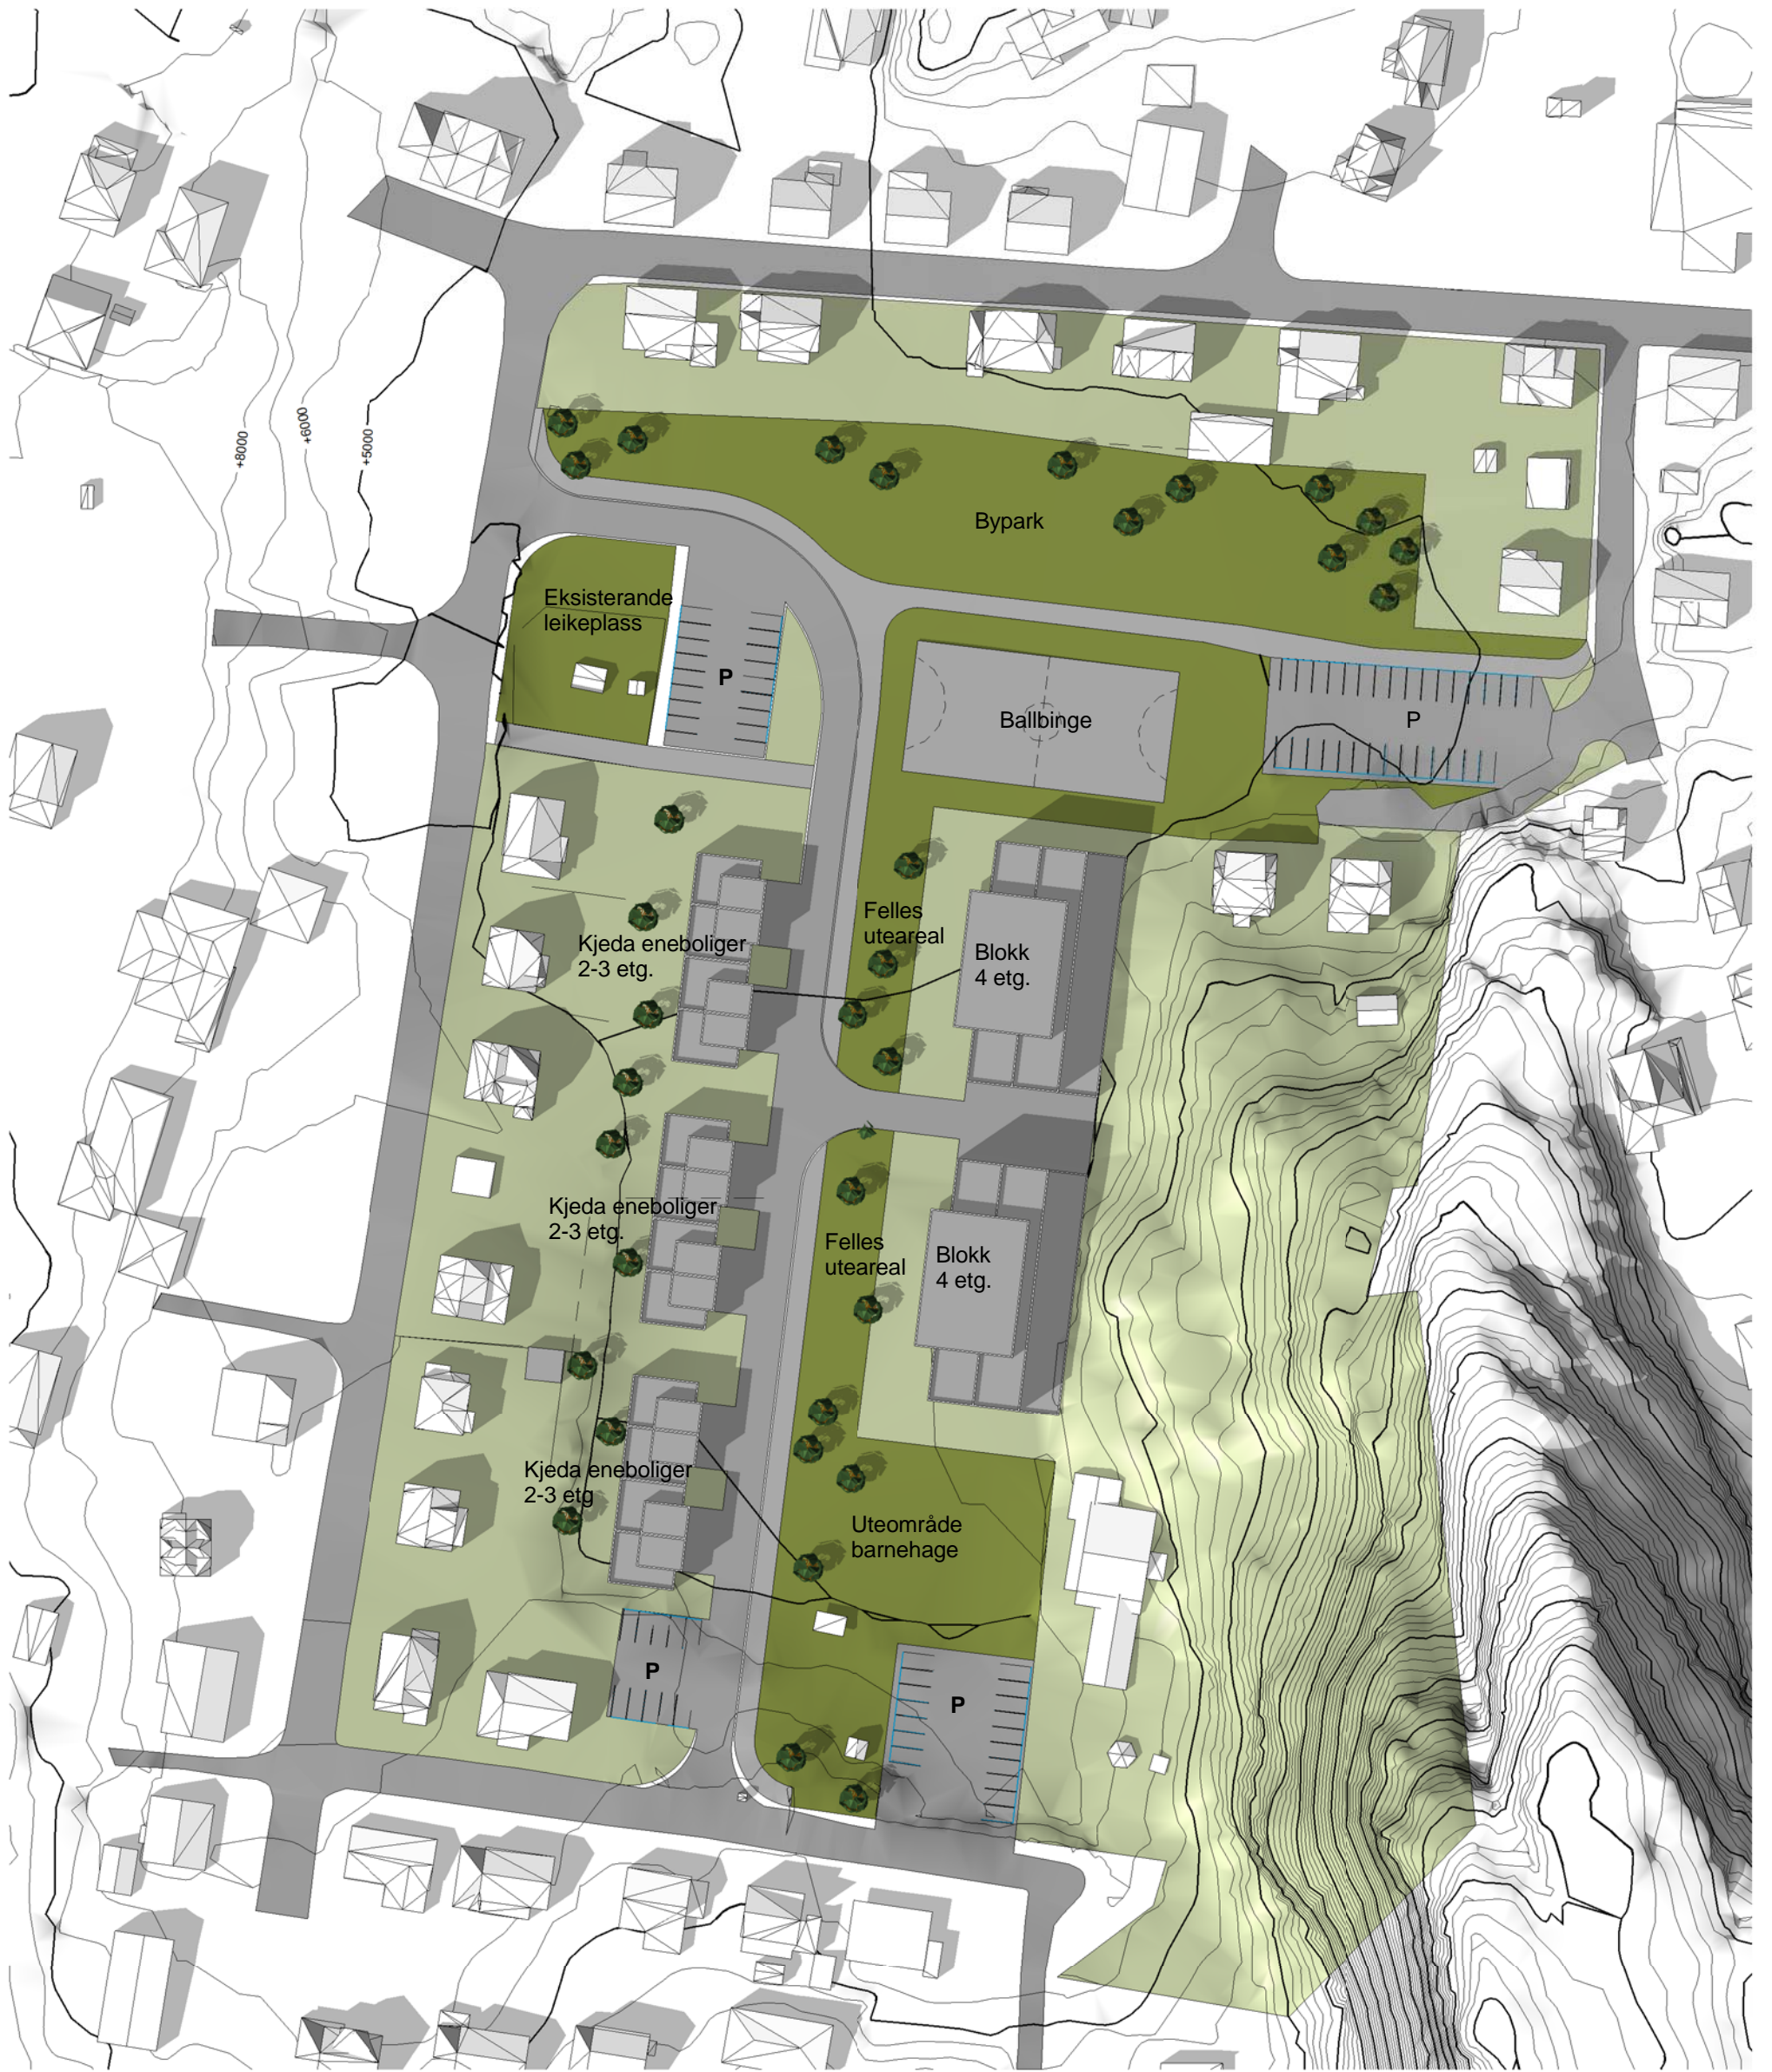 +8000
+6000
+5000
Bypark
Eksisterande
leikeplass
P
Ballbinge
P
Felles
uteareal
Kjeda eneboliger
2-3 etg.
Blokk
4 etg.
Kjeda eneboliger
2-3 etg.
Felles
uteareal
Blokk
4 etg.
Kjeda eneboliger
2-3 etg
Uteområde
barnehage
P
P